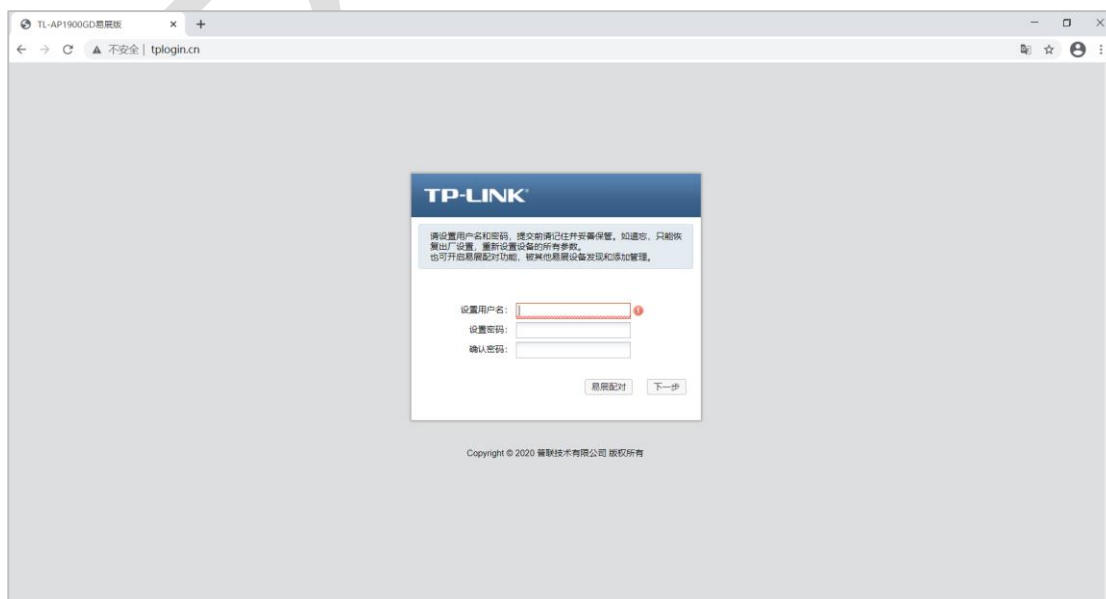 TL-AP1900GD易展版
不安全 | tplogin.cn
TP-LINK
请设置用户名和密码，提交前请记住并妥善保管。如遗忘，只能恢
复出厂设置，重新设置设备的所有参数。
也可开启易展配对功能，被其他易展设备发现和添加管理。
设置用户名：
设置密码：
确认密码：
易展配对 下一步
Copyright © 2020 普联技术有限公司 版权所有